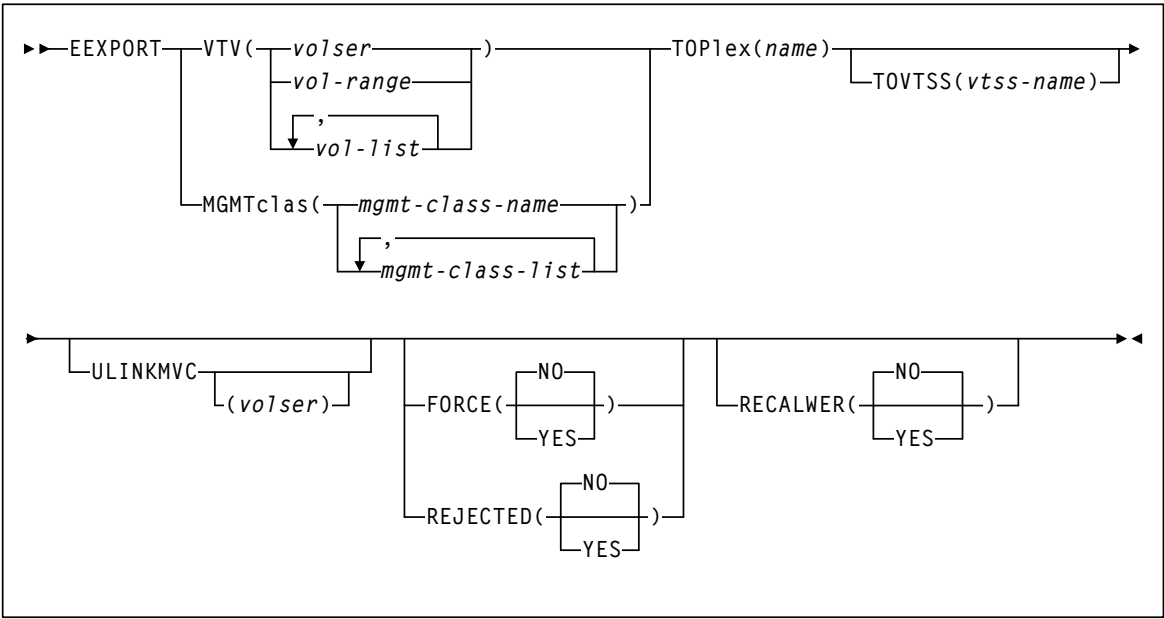 EEXPORT VTV( volser ) TOPlex(name)
vol-range TOVTSS(vtss-name)
,
vol-list
MGMTclas( mgmt-class-name )
,
mgmt-class-list
ULINKMVC NO NO
(volser) FORCE( ) RECALWER( )
YES YES
NO
REJECTED( )
YES